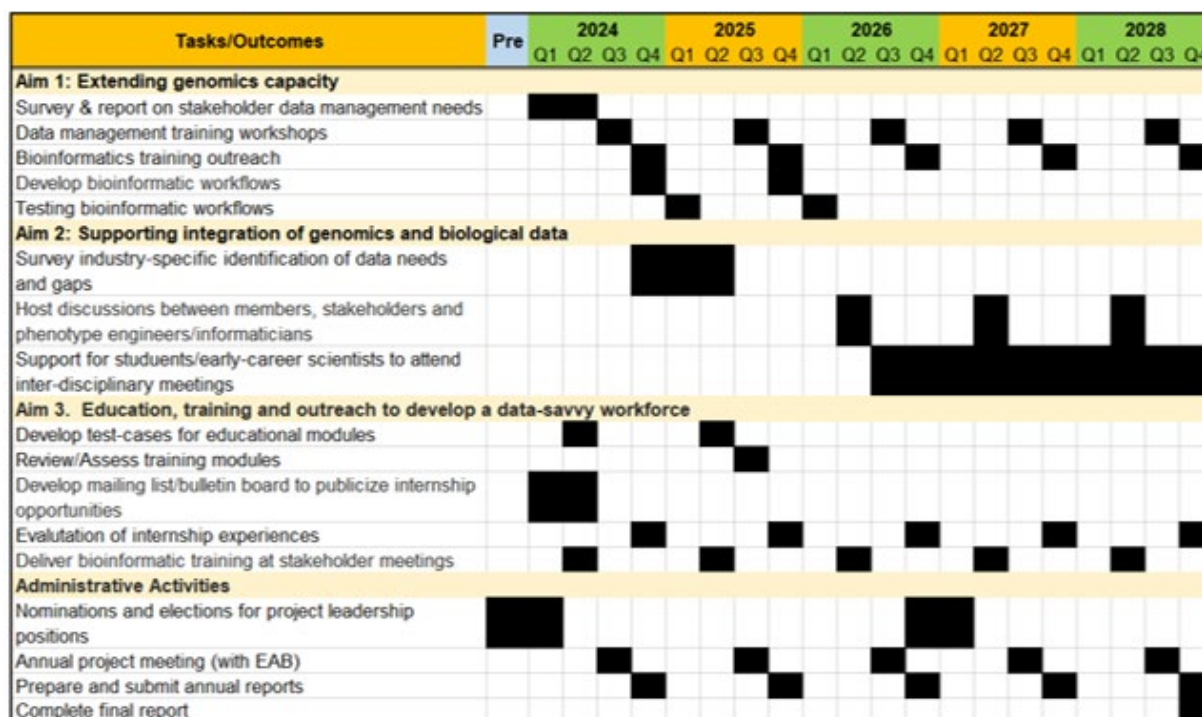 Tasks/Outcomes Pre 2024 2025 2026 2027 2028
Q1 Q2 Q3 Q4 Q1 Q2 Q3 Q4 Q1 Q2 Q3 Q4 Q1 Q2 Q3 Q4 Q1 Q2 Q3 Q4
Aim 1: Extending genomics capacity
Survey & report on stakeholder data management needs
Data management training workshops
Bioinformatics training outreach
Develop bioinformatic workflows
Testing bioinformatic workflows
Aim 2: Supporting integration of genomics and biological data
Survey industry-specific identification of data needs
and gaps
Host discussions between members, stakeholders and
phenotype engineers/informaticians
Support for studuents/early-career scientists to attend
inter-disciplinary meetings
Aim 3. Education, training and outreach to develop a data-savvy workforce
Develop test-cases for educational modules
Review/Assess training modules
Develop mailing list/bulletin board to publicize internship
opportunities
Evalutation of internship experiences
Deliver bioinformatic training at stakeholder meetings
Administrative Activities
Nominations and elections for project leadership
positions
Annual project meeting (with EAB)
Prepare and submit annual reports
Complete final report